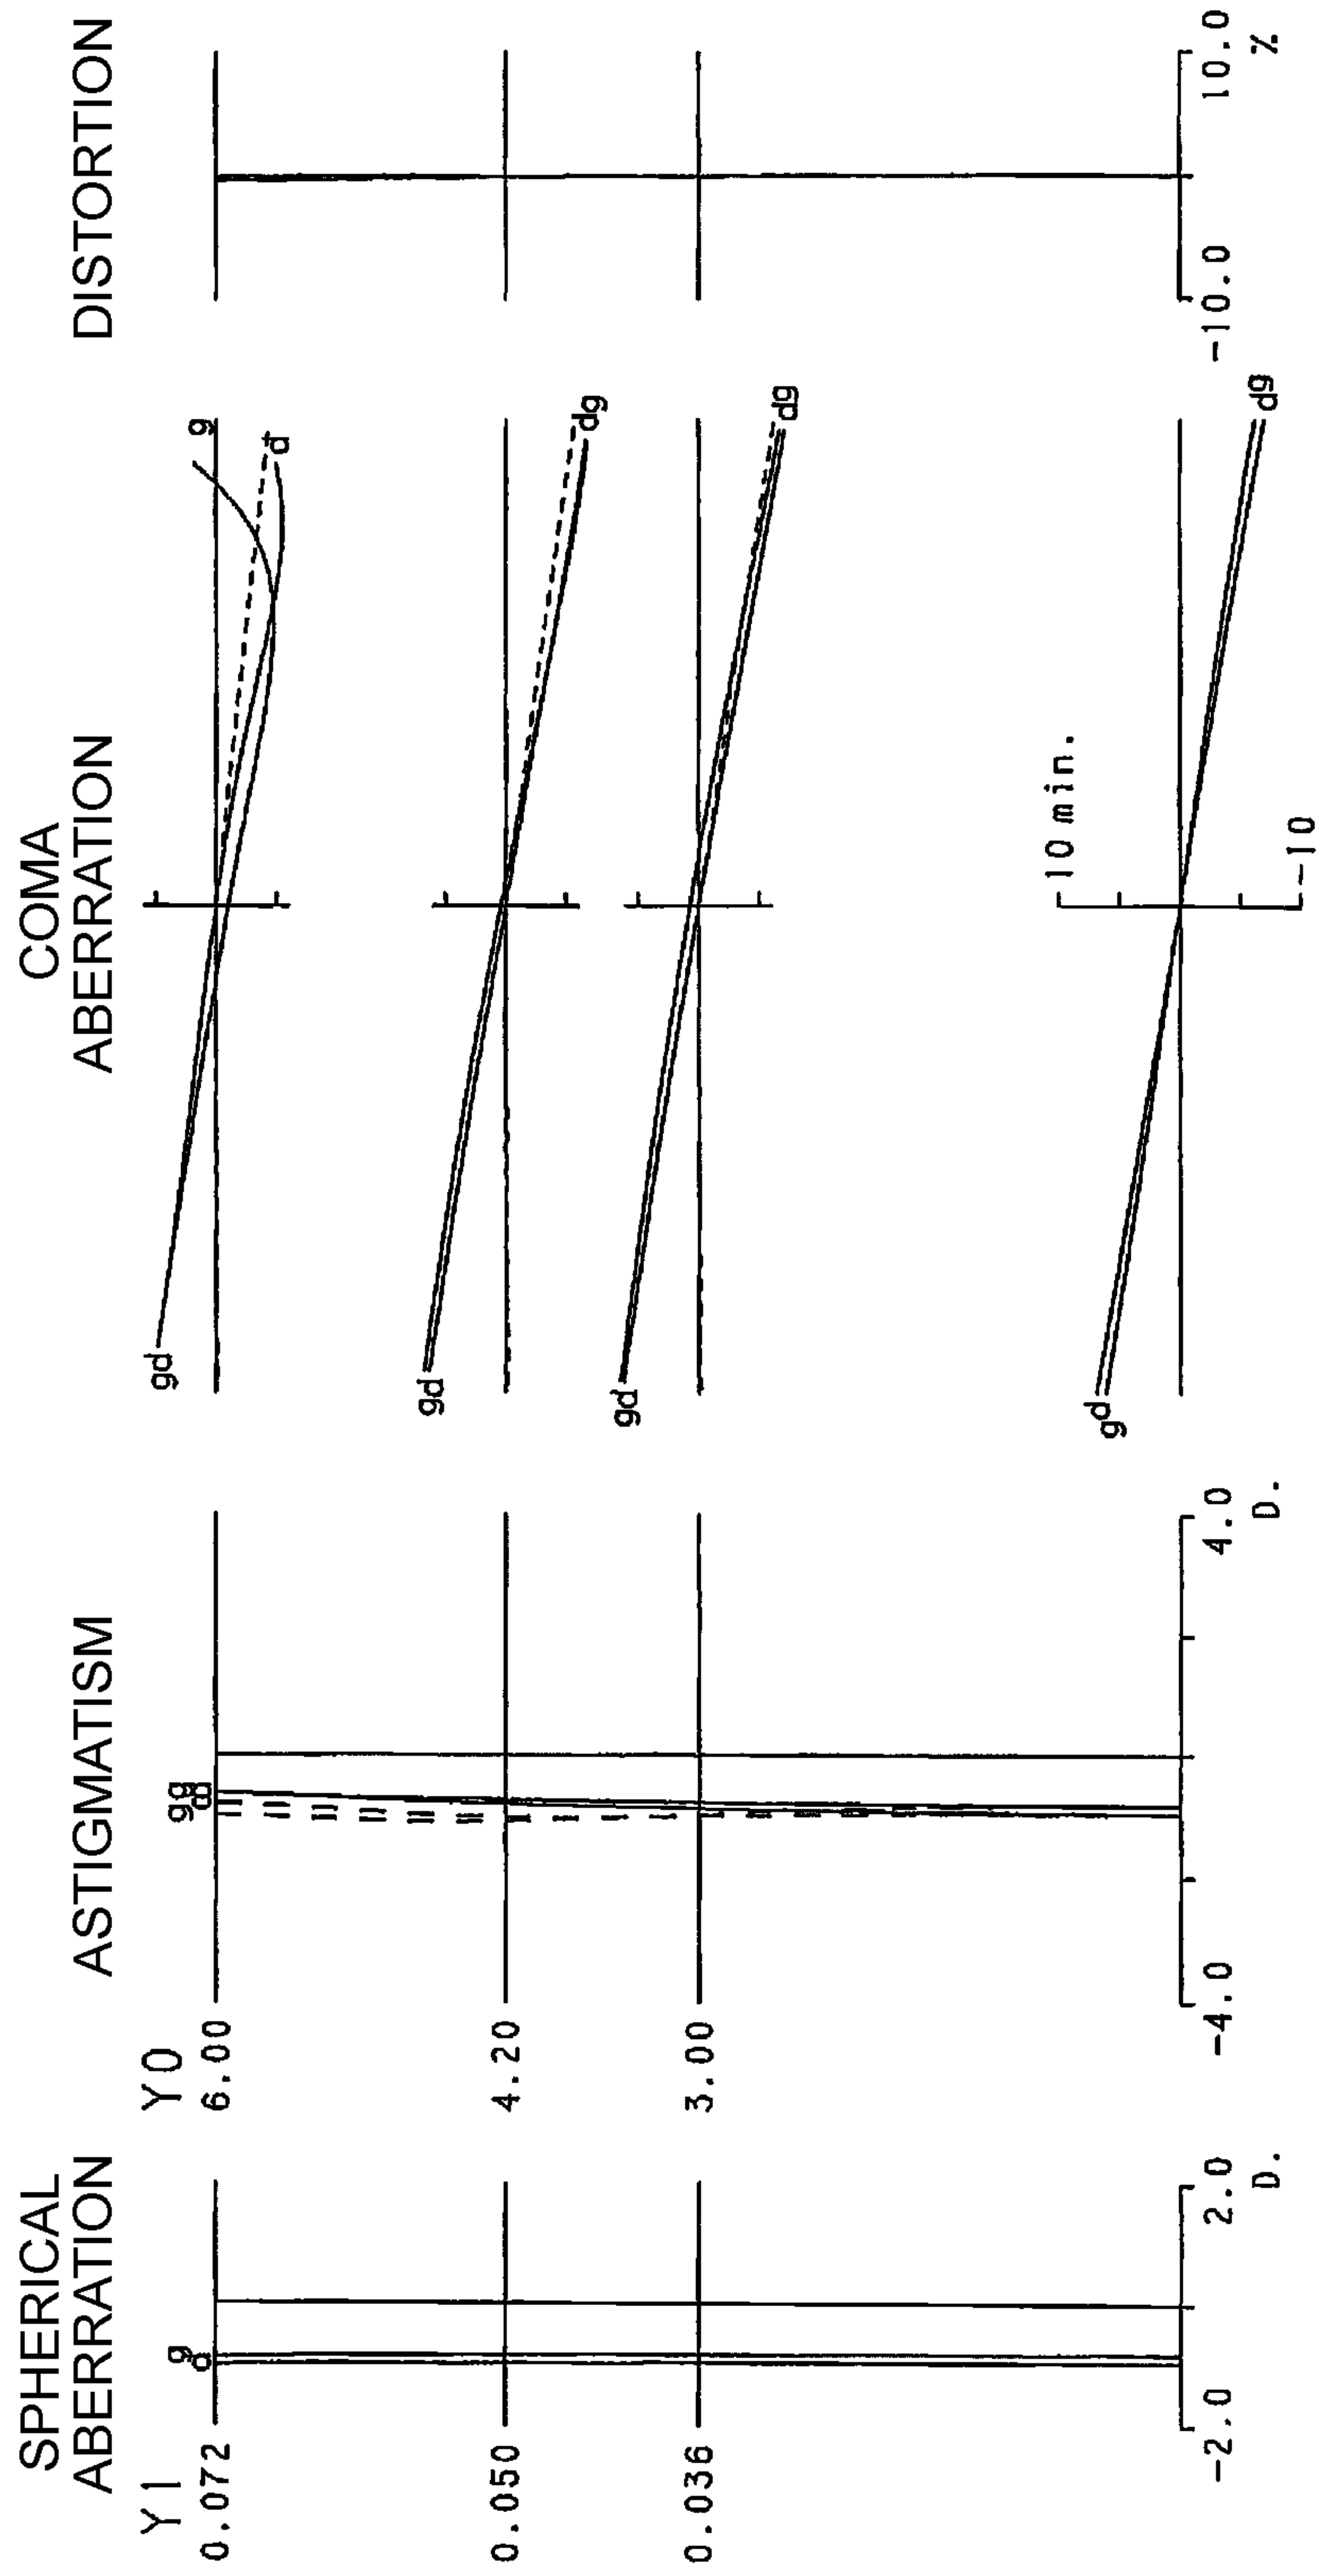 SPHERICAL
ABERRATION
Y1
0.072
g
d
0.050
0.036
-2.0
2.0
D.
ASTIGMATISM
Y0
6.00
g g
d d
4.20
3.00
-4.0
4.0
D.
COMA
ABERRATION
gd
g
d
gd
dg
gd
dg
10 min.
-10
gd
dg
DISTORTION
-10.0
10.0
%